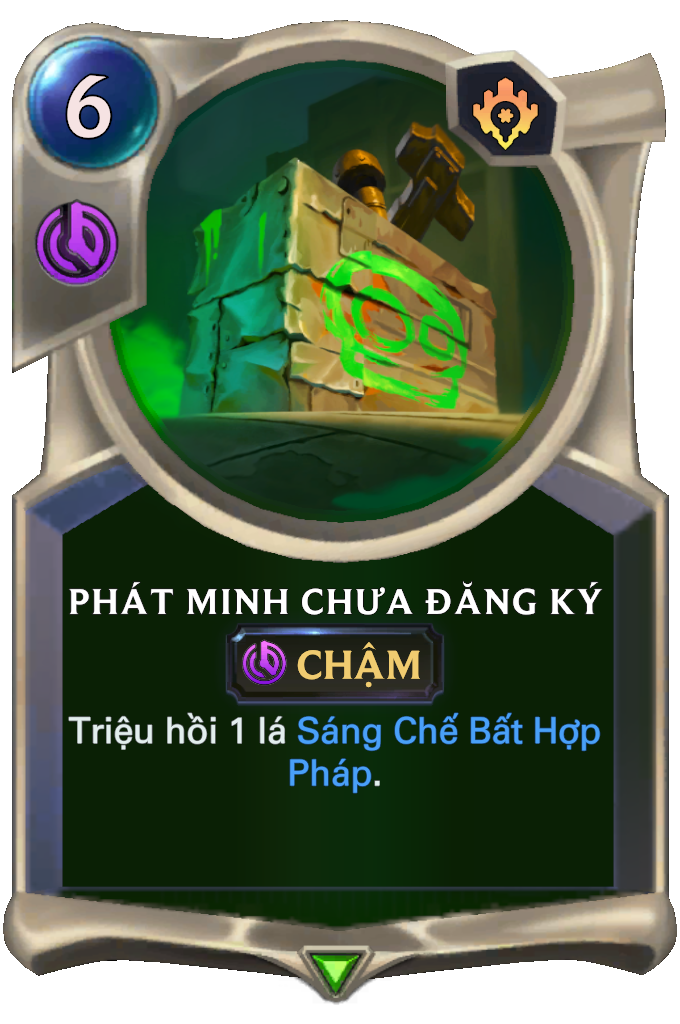 6
PHÁT MINH CHƯA ĐĂNG KÝ
CHẬM
Triệu hồi 1 lá Sáng Chế Bất Hợp
Pháp.